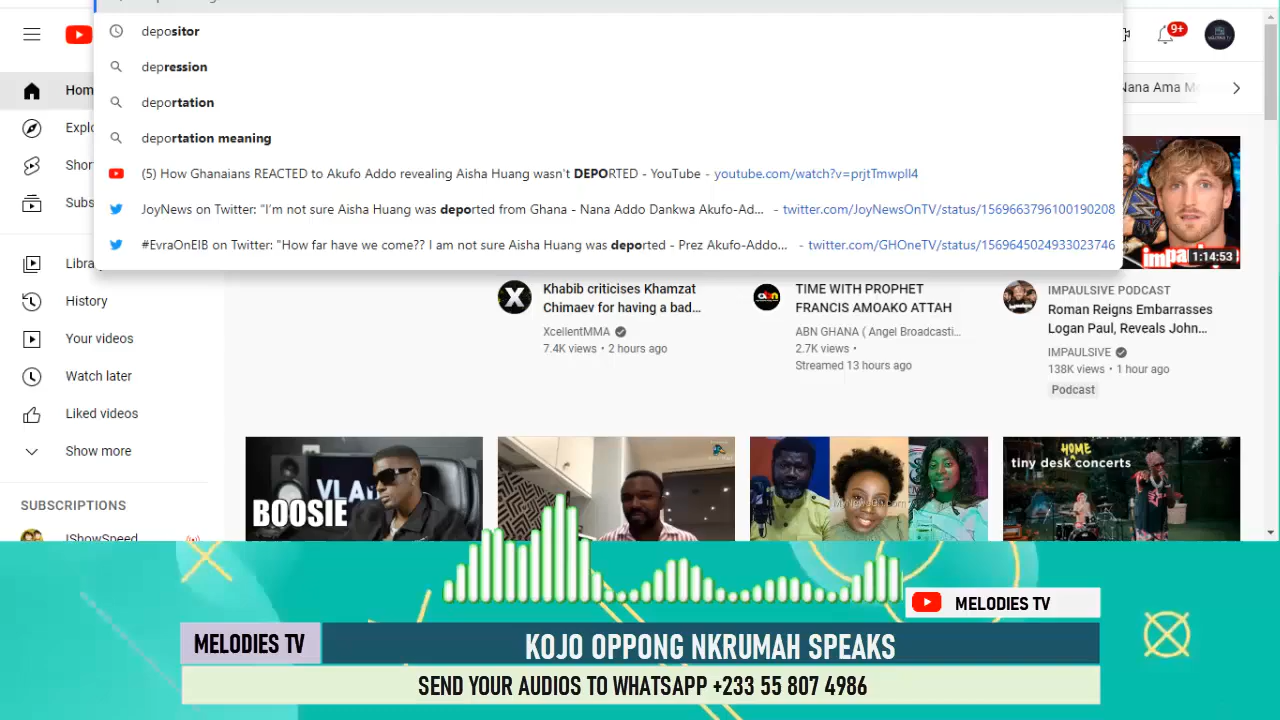 depositor
depression
deportation
deportation meaning
(5) How Ghanaians REACTED to Akufo Addo revealing Aisha Huang wasn't DEPORTED - YouTube - youtube.com/watch?v=prjtTmwpII4
JoyNews on Twitter: "I'm not sure Aisha Huang was deported from Ghana - Nana Addo Dankwa Akufo-Ad... - twitter.com/JoyNewsOnTV/status/1569663796100190208
#EvraOnEIB on Twitter: "How far have we come?? I am not sure Aisha Huang was deported - Prez Akufo-Addo... - twitter.com/GHOneTV/status/1569645024933023746
9+
Nana Ama M
Hom
Explo
Shor
Subs
Libra
History
Your videos
Watch later
Liked videos
Show more
SUBSCRIPTIONS
IShowSpeed
1:14:53
Khabib criticises Khamzat
Chimaev for having a bad...
XcellentMMA
7.4K views • 2 hours ago
TIME WITH PROPHET
FRANCIS AMOAKO ATTAH
ABN GHANA ( Angel Broadcasti...
2.7K views •
Streamed 13 hours ago
IMPAULSIVE PODCAST
Roman Reigns Embarrasses
Logan Paul, Reveals John...
IMPAULSIVE
138K views • 1 hour ago
Podcast
VLAD
BOOSIE
HOME
tiny desk concerts
MELODIES TV
MELODIES TV
KOJO OPPONG NKRUMAH SPEAKS
SEND YOUR AUDIOS TO WHATSAPP +233 55 807 4986